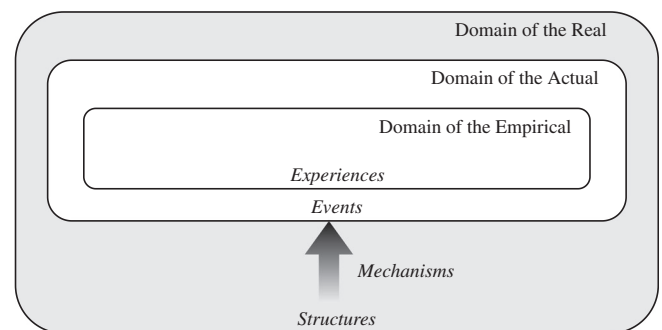 Domain of the Real
Domain of the Actual
Domain of the Empirical
Experiences
Events
Mechanisms
Structures